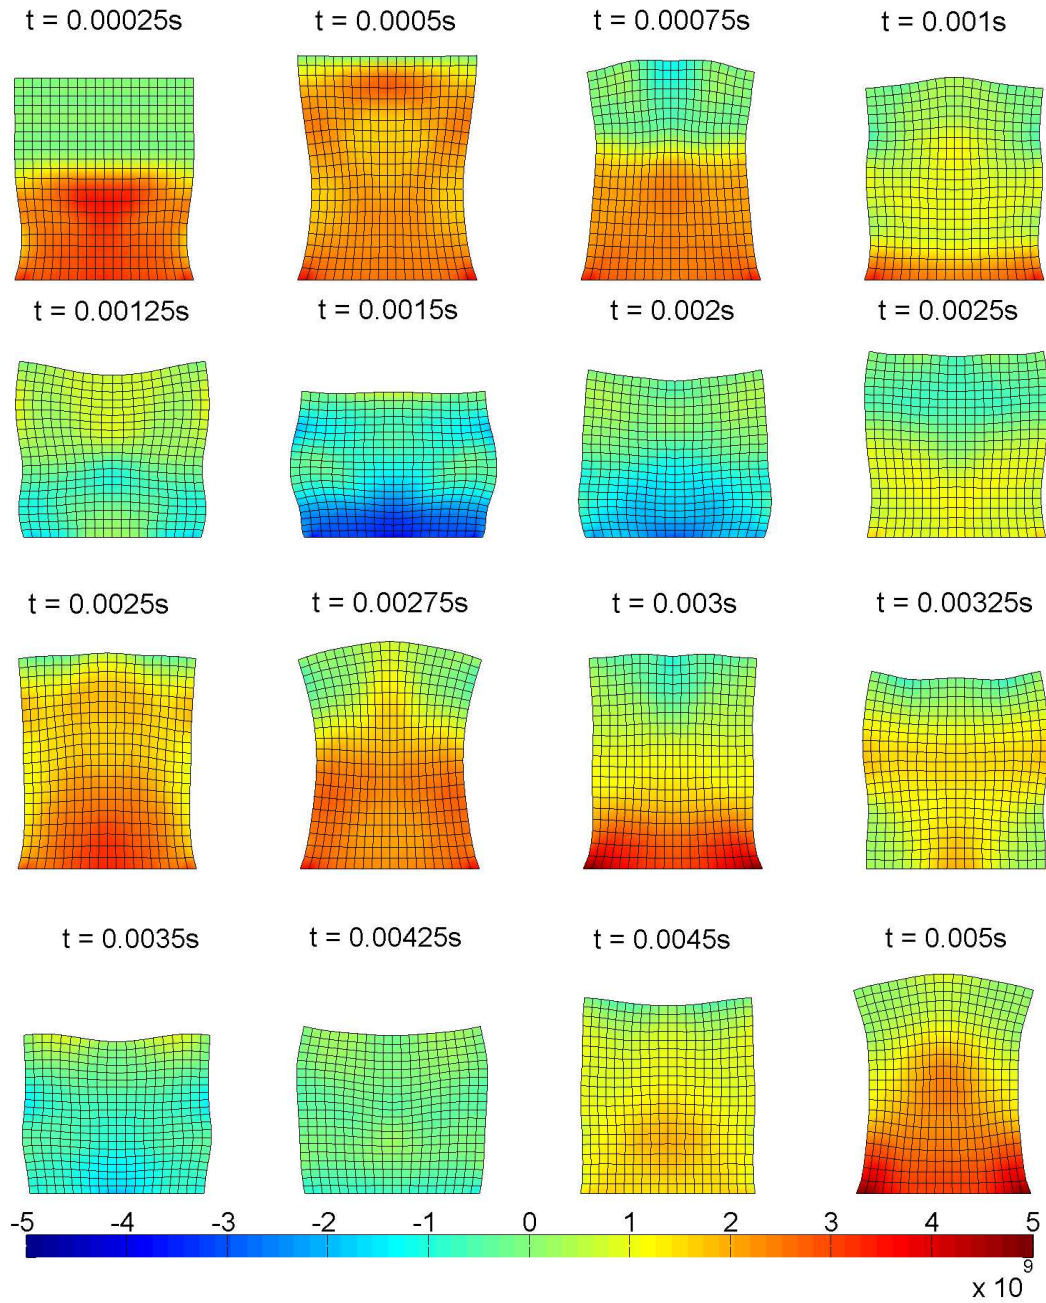 t = 0.00025s
t = 0.0005s
t = 0.00075s
t = 0.001s
t = 0.00125s
t = 0.0015s
t = 0.002s
t = 0.0025s
t = 0.0025s
t = 0.00275s
t = 0.003s
t = 0.00325s
t = 0.0035s
t = 0.00425s
t = 0.0045s
t = 0.005s
-5 -4 -3 -2 -1 0 1 2 3 4 5
x 10^9